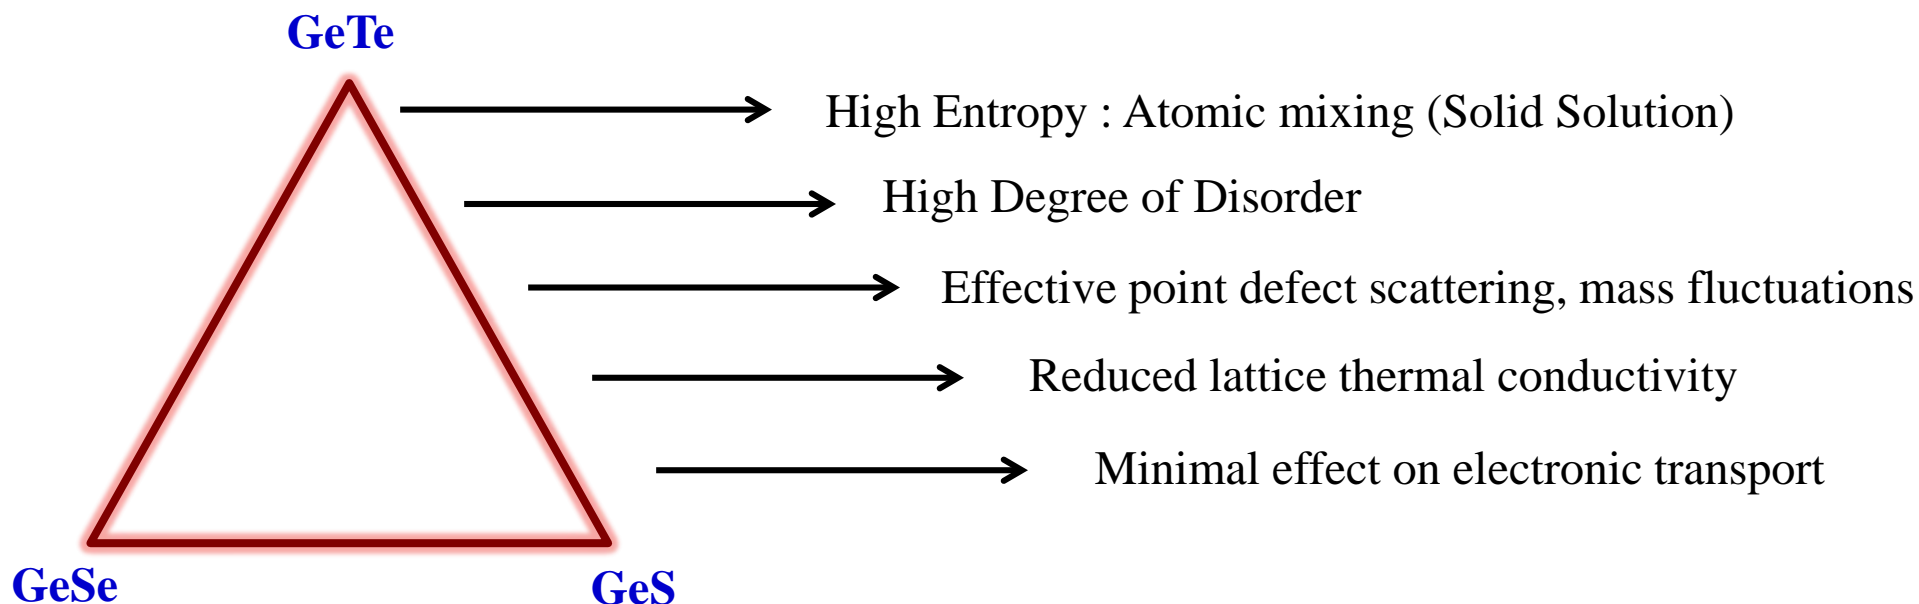 GeTe
High Entropy : Atomic mixing (Solid Solution)
High Degree of Disorder
Effective point defect scattering, mass fluctuations
Reduced lattice thermal conductivity
Minimal effect on electronic transport
GeSe
GeS